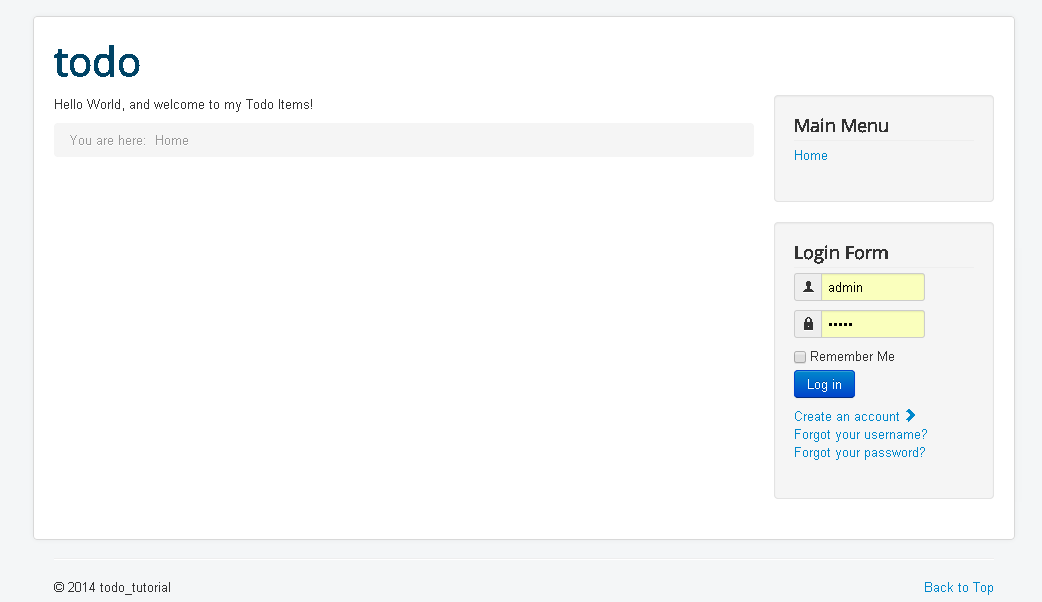 todo
Hello World, and welcome to my Todo Items!
You are here: Home
Main Menu
Home
Login Form
admin
•••••
Remember Me
Log in
Create an account
Forgot your username?
Forgot your password?
© 2014 todo_tutorial
Back to Top